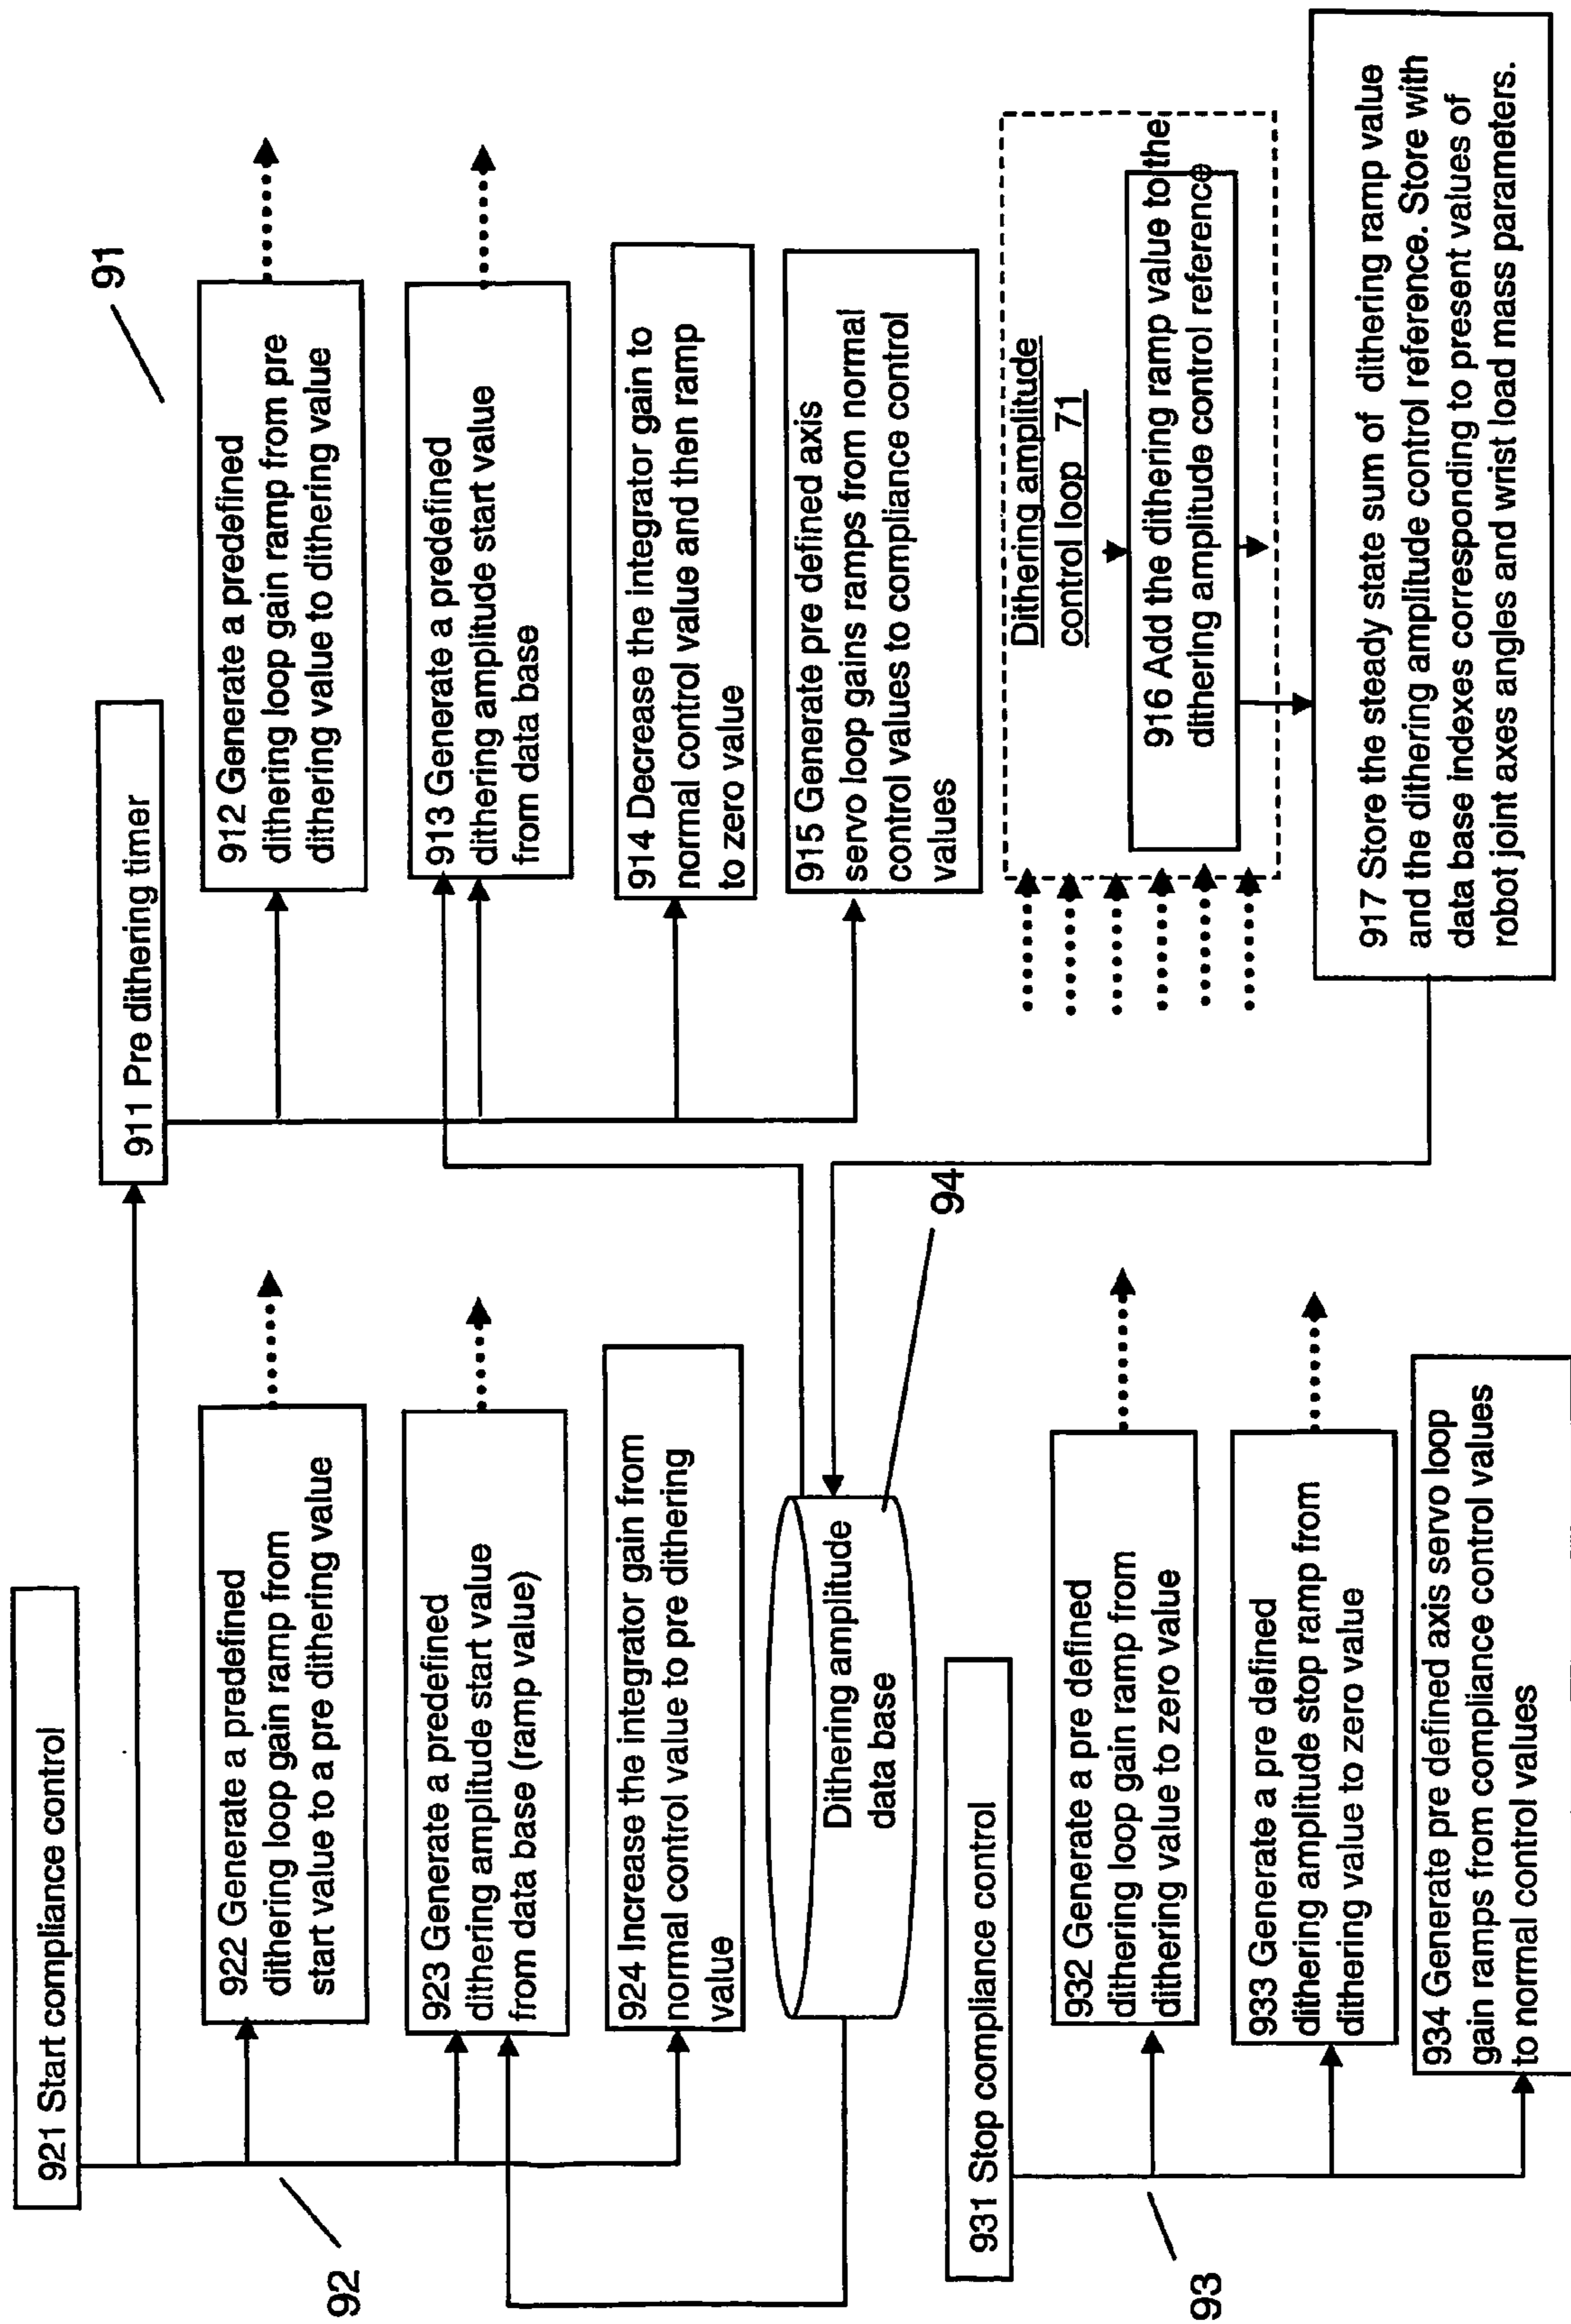 921 Start compliance control
92
922 Generate a predefined
dithering loop gain ramp from
start value to a pre dithering value
923 Generate a predefined
dithering amplitude start value
from data base (ramp value)
924 Increase the integrator gain from
normal control value to pre dithering
value
Dithering amplitude
data base
94
931 Stop compliance control
93
932 Generate a pre defined
dithering loop gain ramp from
dithering value to zero value
933 Generate a pre defined
dithering amplitude stop ramp from
dithering value to zero value
934 Generate pre defined axis servo loop
gain ramps from compliance control values
to normal control values
911 Pre dithering timer
91
912 Generate a predefined
dithering loop gain ramp from pre
dithering value to dithering value
913 Generate a predefined
dithering amplitude start value
from data base
914 Decrease the integrator gain to
normal control value and then ramp
to zero value
915 Generate pre defined axis
servo loop gains ramps from normal
control values to compliance control
values
Dithering amplitude
control loop 71
916 Add the dithering ramp value to the
dithering amplitude control reference
917 Store the steady state sum of dithering ramp value
and the dithering amplitude control reference. Store with
data base indexes corresponding to present values of
robot joint axes angles and wrist load mass parameters.